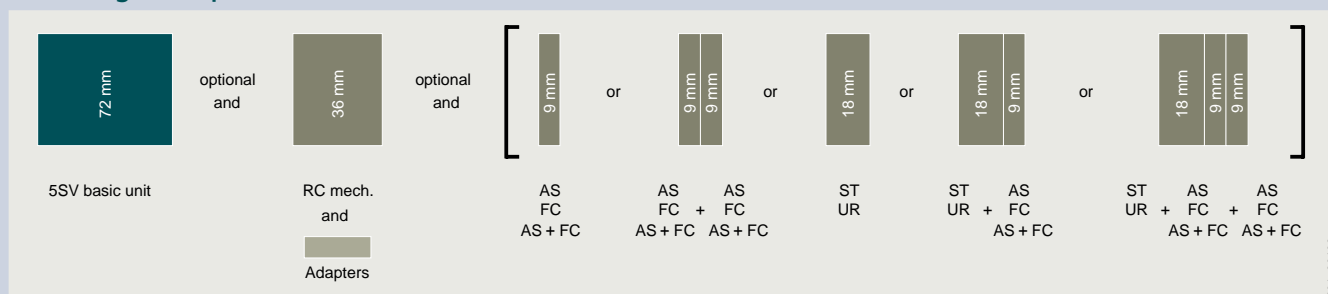 72 mm
optional
and
36 mm
optional
and
9 mm
or
9 mm
9 mm
or
18 mm
or
18 mm
9 mm
or
18 mm
9 mm
9 mm
5SV basic unit
RC mech.
and
Adapters
AS
FC
AS + FC
AS AS
FC + FC
AS + FC AS + FC
ST
UR
ST AS
UR + FC
AS + FC
ST AS AS
UR + FC + FC
AS + FC AS + FC